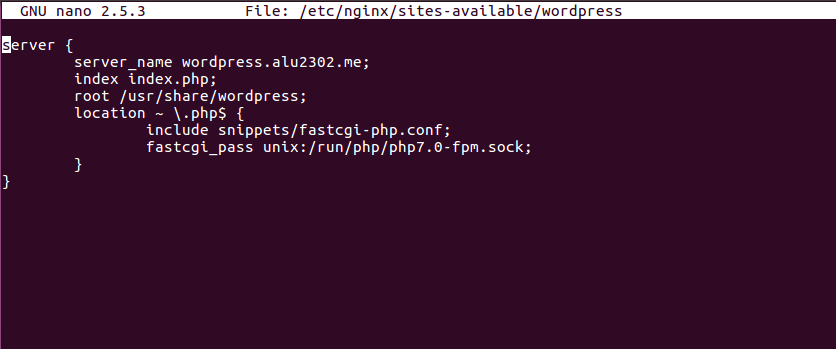 GNU nano 2.5.3 File: /etc/nginx/sites-available/wordpress
server {
server_name wordpress.alu2302.me;
index index.php;
root /usr/share/wordpress;
location ~ \.php$ {
include snippets/fastcgi-php.conf;
fastcgi_pass unix:/run/php/php7.0-fpm.sock;
}
}